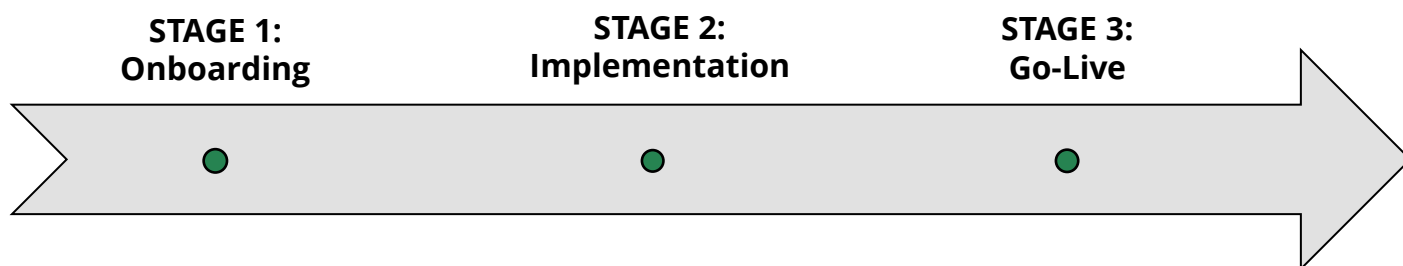 STAGE 1:
Onboarding
STAGE 2:
Implementation
STAGE 3:
Go-Live